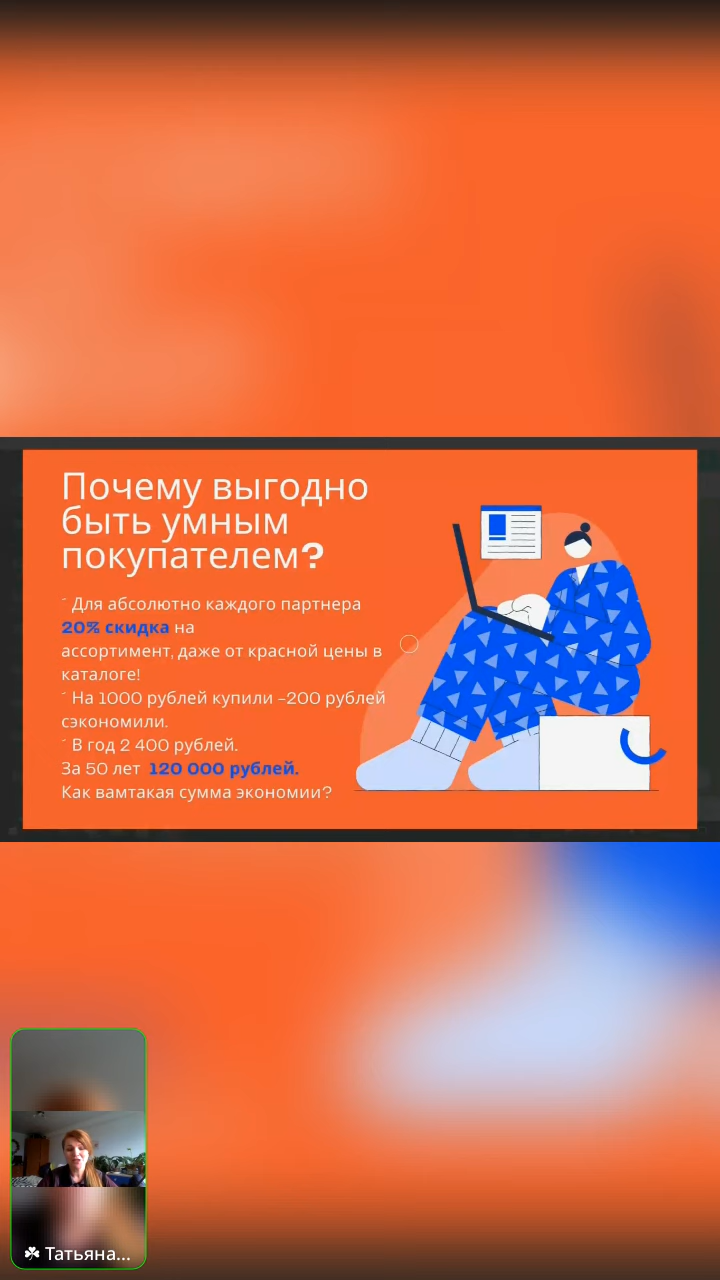 Почему выгодно
быть умным
покупателем?
´ Для абсолютно каждого партнера
20% скидка на
ассортимент, даже от красной цены в
каталоге!
´ На 1000 рублей купили –200 рублей
сэкономили.
´ В год 2 400 рублей.
За 50 лет 120 000 рублей.
Как вамтакая сумма экономии?
☘ Татьяна...